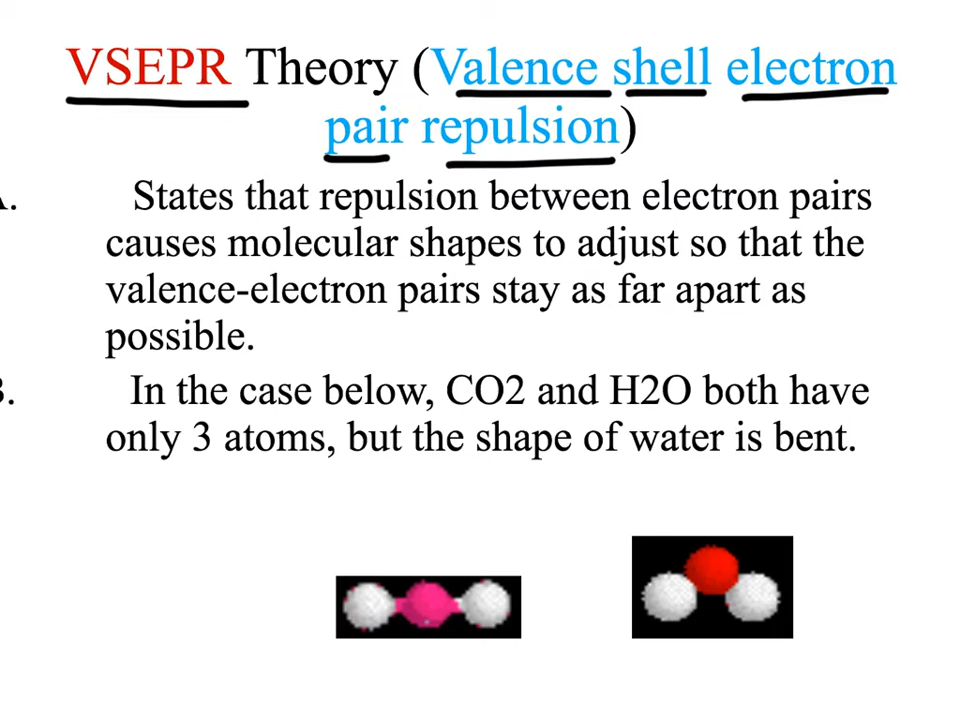 VSEPR Theory (Valence shell electron
pair repulsion)
A. States that repulsion between electron pairs
causes molecular shapes to adjust so that the
valence-electron pairs stay as far apart as
possible.
B. In the case below, CO2 and H2O both have
only 3 atoms, but the shape of water is bent.